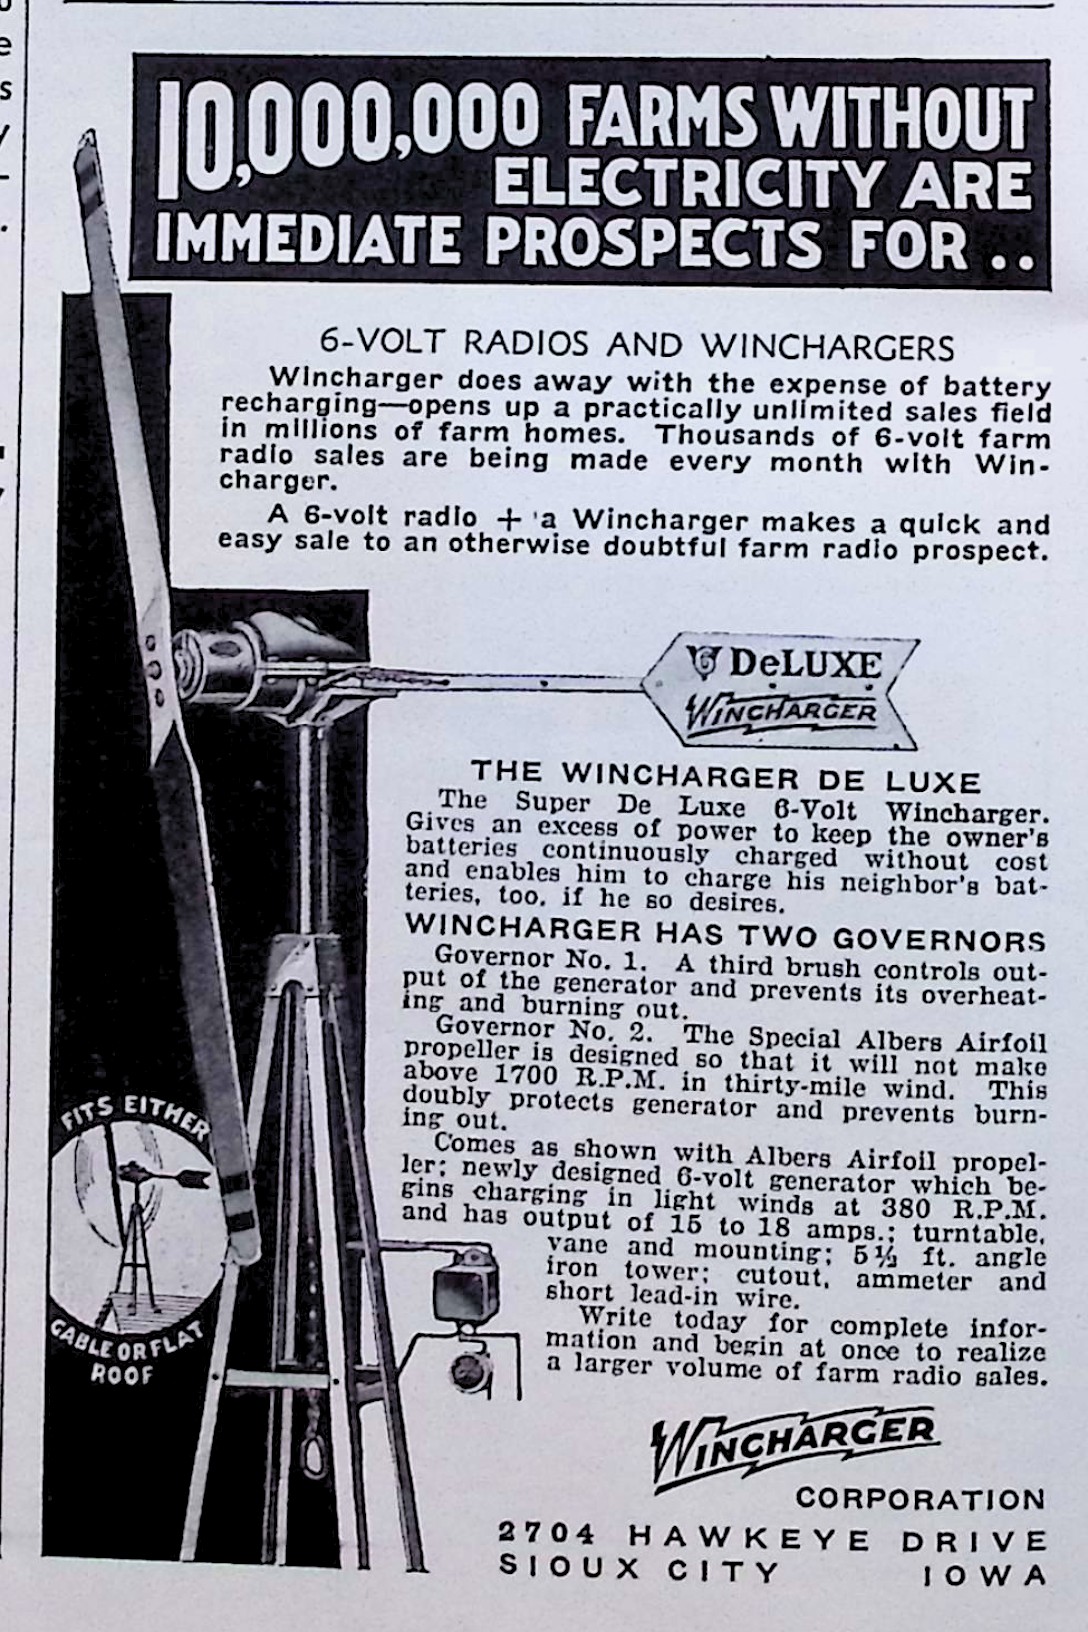 10,000,000 FARMS WITHOUT
ELECTRICITY ARE
IMMEDIATE PROSPECTS FOR ..
6-VOLT RADIOS AND WINCHARGERS
Wincharger does away with the expense of battery
recharging—opens up a practically unlimited sales field
in millions of farm homes. Thousands of 6-volt farm
radio sales are being made every month with Win-
charger.
A 6-volt radio + a Wincharger makes a quick and
easy sale to an otherwise doubtful farm radio prospect.
6 DeLUXE
WINCHARGER
THE WINCHARGER DE LUXE
The Super De Luxe 6-Volt Wincharger.
Gives an excess of power to keep the owner's
batteries continuously charged without cost
and enables him to charge his neighbor's bat-
teries, too, if he so desires.
WINCHARGER HAS TWO GOVERNORS
Governor No. 1. A third brush controls out-
put of the generator and prevents its overheat-
ing and burning out.
Governor No. 2. The Special Albers Airfoil
propeller is designed so that it will not make
above 1700 R.P.M. in thirty-mile wind. This
doubly protects generator and prevents burn-
ing out.
Comes as shown with Albers Airfoil propel-
ler; newly designed 6-volt generator which be-
gins charging in light winds at 380 R.P.M.
and has output of 15 to 18 amps.; turntable,
vane and mounting; 5½ ft. angle
iron tower; cutout, ammeter and
short lead-in wire.
Write today for complete infor-
mation and begin at once to realize
a larger volume of farm radio sales.
FITS EITHER
GABLE OR FLAT
ROOF
WINCHARGER
CORPORATION
2704 HAWKEYE DRIVE
SIOUX CITY IOWA